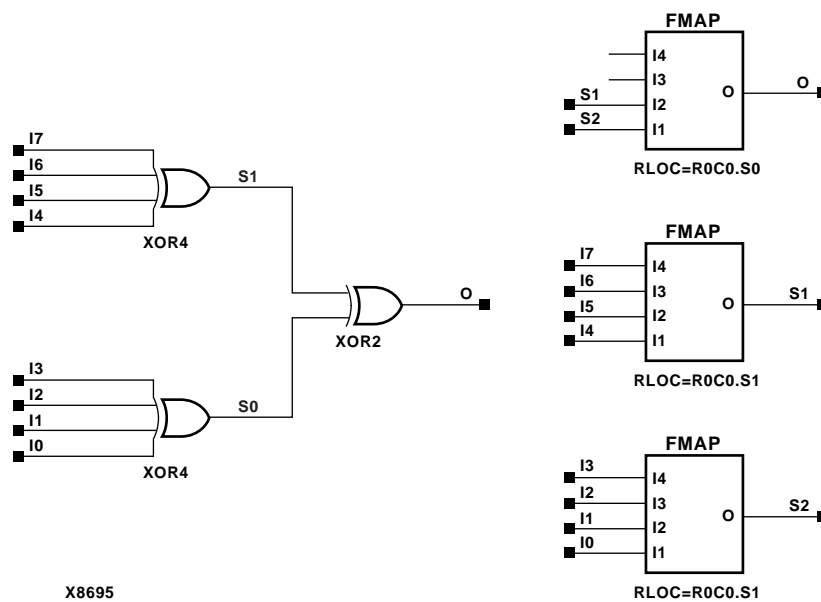 I7
I6
I5
I4
XOR4
S1
I3
I2
I1
I0
XOR4
S0
XOR2
O
X8695
FMAP
I4
I3
S1
I2
S2
I1
O
O
RLOC=R0C0.S0
FMAP
I7
I4
I6
I3
I5
I2
I4
I1
O
S1
RLOC=R0C0.S1
FMAP
I3
I4
I2
I3
I1
I2
I0
I1
O
S2
RLOC=R0C0.S1